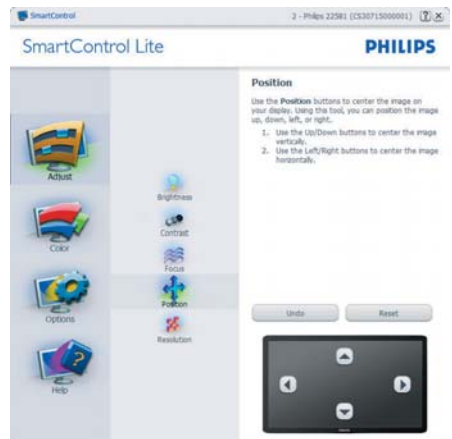 SmartControl
2 - Philips 225B1 (CS30715000001)
SmartControl Lite
PHILIPS
Adjust
Color
Options
Help
Brightness
Contrast
Focus
Position
Resolution
Position
Use the Position buttons to center the image on
your display. Using this tool, you can position the image
up, down, left, or right.
1. Use the Up/Down buttons to center the image
vertically.
2. Use the Left/Right buttons to center the image
horizontally.
Undo
Reset